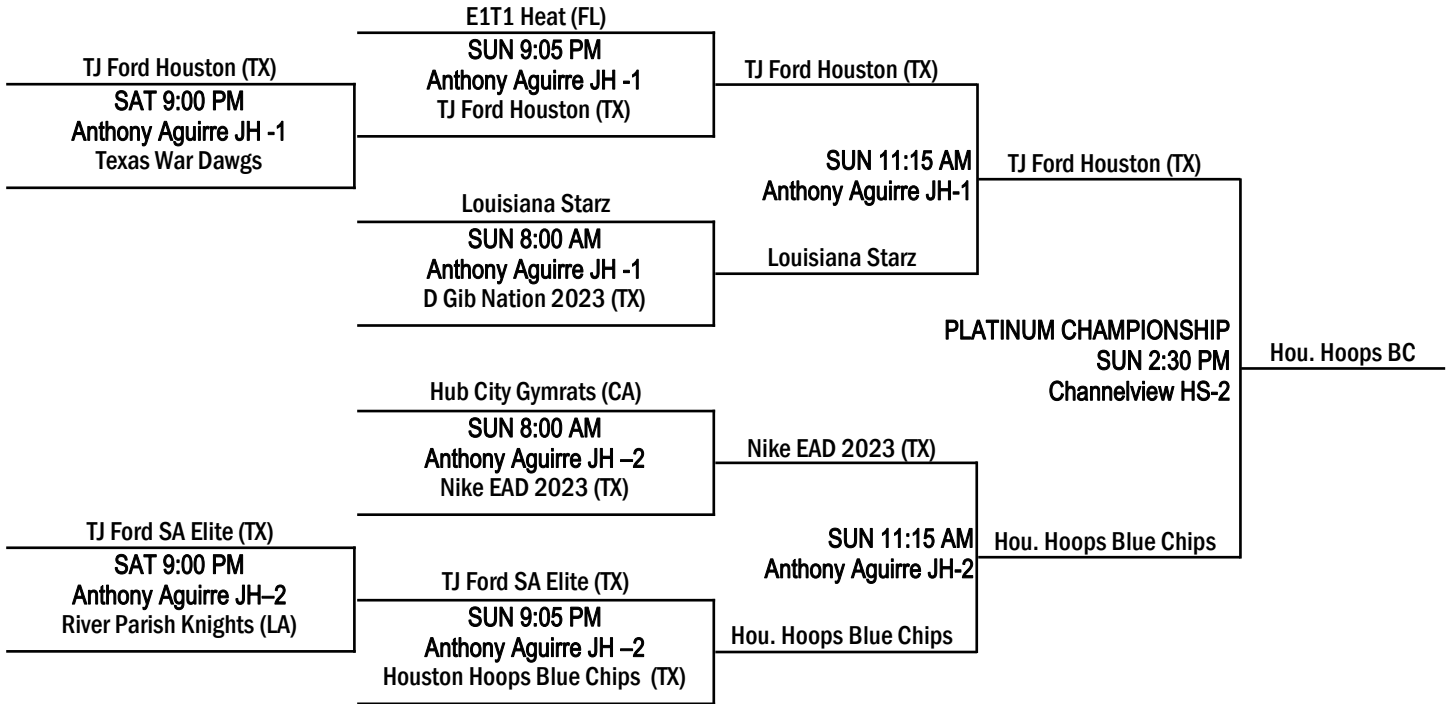 E1T1 Heat (FL)
SUN 9:05 PM
Anthony Aguirre JH -1
TJ Ford Houston (TX)
TJ Ford Houston (TX)
SAT 9:00 PM
Anthony Aguirre JH -1
Texas War Dawgs
TJ Ford Houston (TX)
SUN 11:15 AM
Anthony Aguirre JH-1
TJ Ford Houston (TX)
Louisiana Starz
SUN 8:00 AM
Anthony Aguirre JH -1
D Gib Nation 2023 (TX)
Louisiana Starz
PLATINUM CHAMPIONSHIP
SUN 2:30 PM
Channelview HS-2
Hou. Hoops BC
Hub City Gymrats (CA)
SUN 8:00 AM
Anthony Aguirre JH –2
Nike EAD 2023 (TX)
Nike EAD 2023 (TX)
SUN 11:15 AM
Anthony Aguirre JH-2
Hou. Hoops Blue Chips
TJ Ford SA Elite (TX)
SAT 9:00 PM
Anthony Aguirre JH–2
River Parish Knights (LA)
TJ Ford SA Elite (TX)
SUN 9:05 PM
Anthony Aguirre JH –2
Houston Hoops Blue Chips (TX)
Hou. Hoops Blue Chips